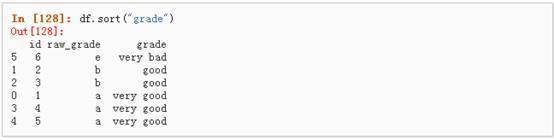 In [128]: df.sort("grade")
Out[128]:
id raw_grade grade
5 6 e very bad
1 2 b good
2 3 b good
0 1 a very good
3 4 a very good
4 5 a very good